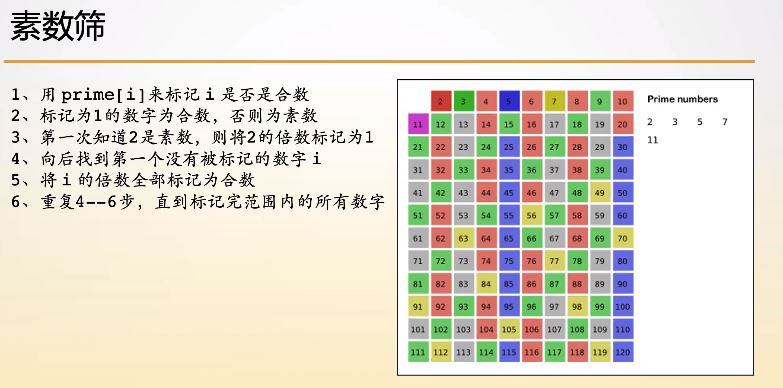 素数筛
1、用 prime[i]来标记 i 是否是合数
2、标记为1的数字为合数，否则为素数
3、第一次知道2是素数，则将2的倍数标记为1
4、向后找到第一个没有被标记的数字 i
5、将 i 的倍数全部标记为合数
6、重复4--6步，直到标记完范围内的所有数字
2 3 4 5 6 7 8 9 10
11 12 13 14 15 16 17 18 19 20
21 22 23 24 25 26 27 28 29 30
31 32 33 34 35 36 37 38 39 40
41 42 43 44 45 46 47 48 49 50
51 52 53 54 55 56 57 58 59 60
61 62 63 64 65 66 67 68 69 70
71 72 73 74 75 76 77 78 79 80
81 82 83 84 85 86 87 88 89 90
91 92 93 94 95 96 97 98 99 100
101 102 103 104 105 106 107 108 109 110
111 112 113 114 115 116 117 118 119 120
Prime numbers
2 3 5 7
11